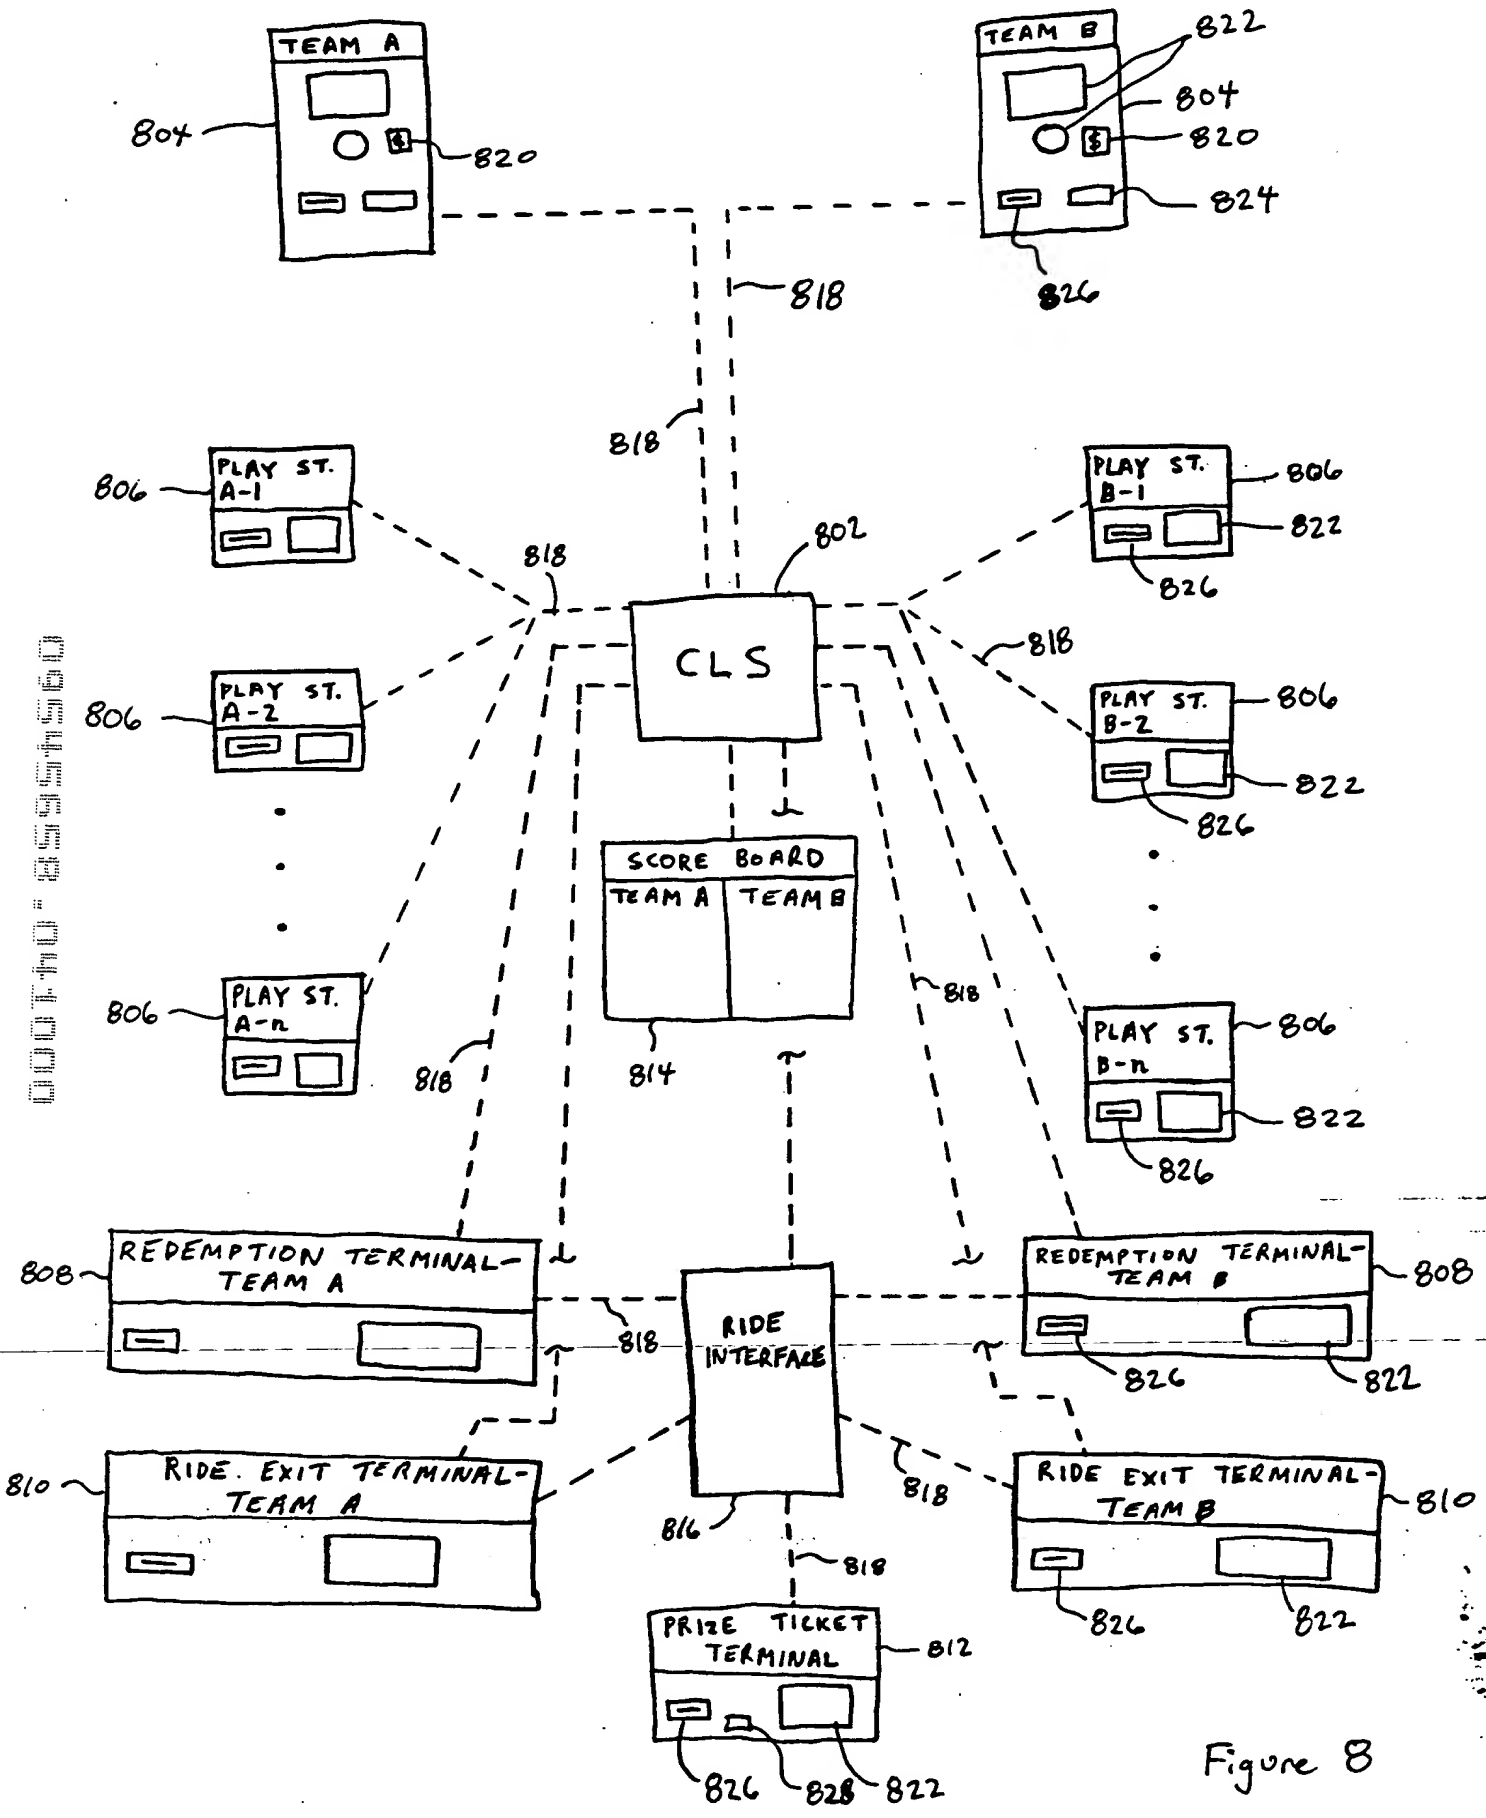 TEAM A
804
$
820
TEAM B
822
804
$
820
824
826
818
818
PLAY ST.
A-1
806
PLAY ST.
B-1
806
822
826
818
802
CLS
818
PLAY ST.
A-2
806
PLAY ST.
B-2
806
822
826
SCORE BOARD
TEAM A
TEAM B
814
818
818
PLAY ST.
A-n
806
PLAY ST.
B-n
806
822
826
09545658.041000
REDEMPTION TERMINAL-
TEAM A
808
818
RIDE
INTERFACE
816
REDEMPTION TERMINAL-
TEAM B
808
826
822
RIDE. EXIT TERMINAL-
TEAM A
810
818
RIDE EXIT TERMINAL-
TEAM B
810
826
822
818
PRIZE TICKET
TERMINAL
812
826
828
822
Figure 8